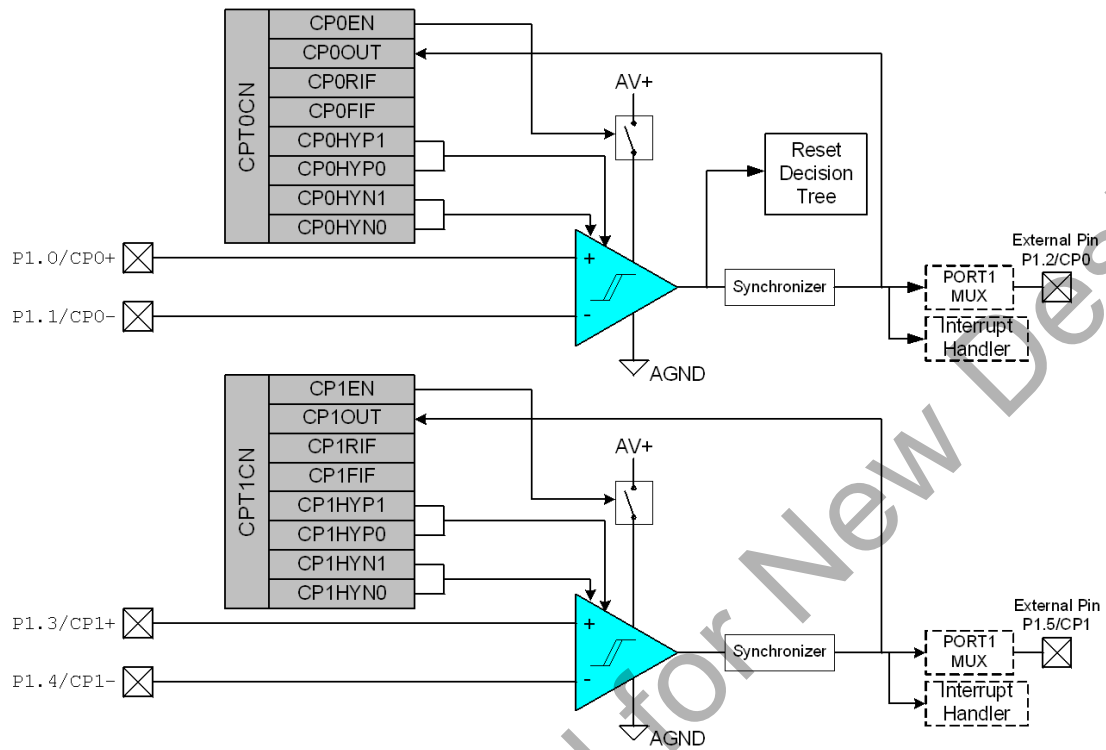 CPT0CN
CP0EN
CP0OUT
CP0RIF
CP0FIF
CP0HYP1
CP0HYP0
CP0HYN1
CP0HYN0
AV+
Reset
Decision
Tree
P1.0/CP0+
P1.1/CP0-
+
-
Synchronizer
External Pin
P1.2/CP0
PORT1
MUX
Interrupt
Handler
AGND
CPT1CN
CP1EN
CP1OUT
CP1RIF
CP1FIF
CP1HYP1
CP1HYP0
CP1HYN1
CP1HYN0
AV+
P1.3/CP1+
P1.4/CP1-
+
-
Synchronizer
External Pin
P1.5/CP1
PORT1
MUX
Interrupt
Handler
AGND
for New Des